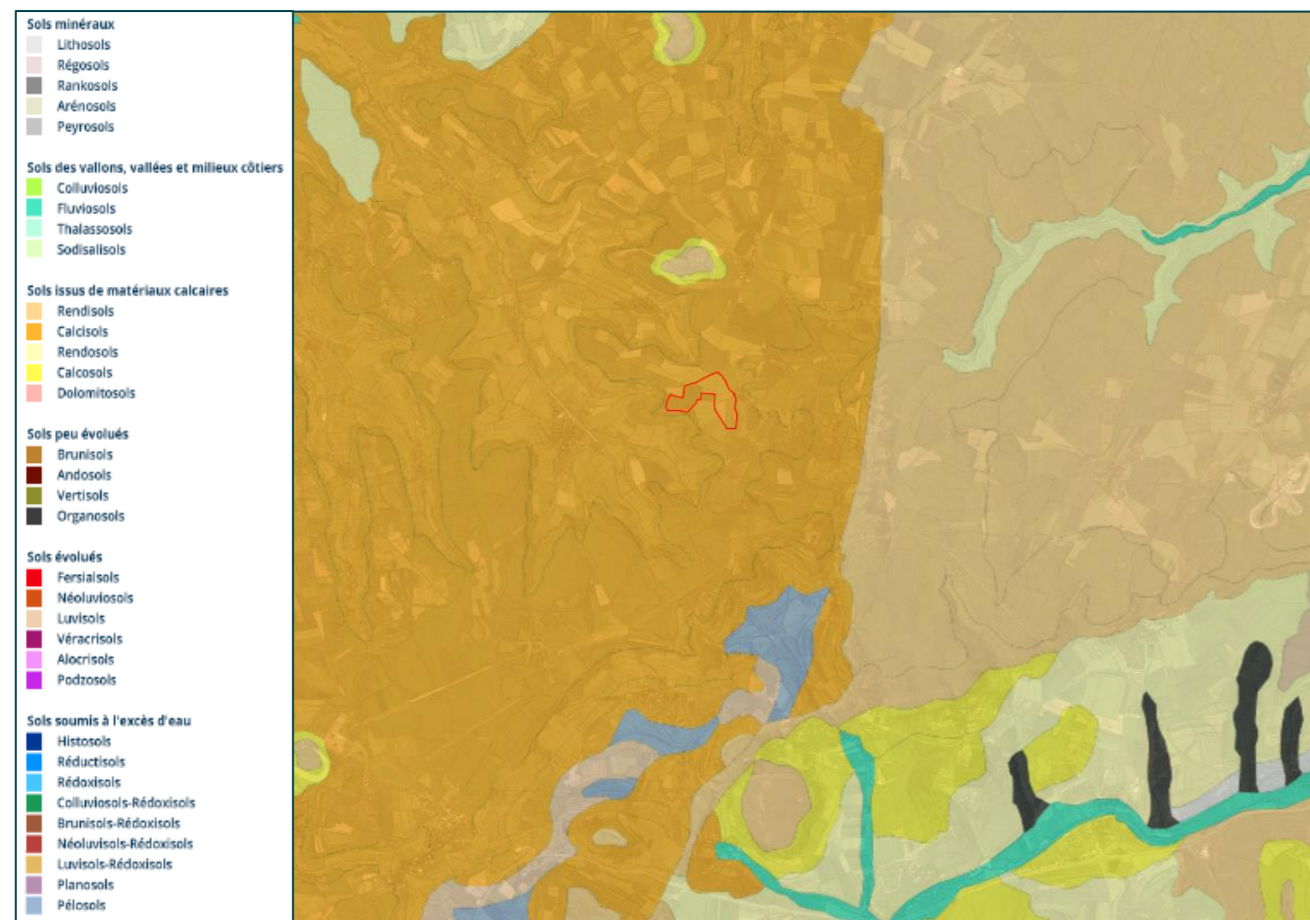 Sols minéraux
Lithosols
Régosols
Rankosols
Arénosols
Peyrosols
Sols des vallons, vallées et milieux côtiers
Colluviosols
Fluviosols
Thalassosols
Sodisalisols
Sols issus de matériaux calcaires
Rendisols
Calcisols
Rendosols
Calcosols
Dolomitosols
Sols peu évolués
Brunisols
Andosols
Vertisols
Organosols
Sols évolués
Fersialsols
Néoluviosols
Luvisols
Véracrisols
Alocrisols
Podzosols
Sols soumis à l'excès d'eau
Histosols
Réductisols
Rédoxisols
Colluviosols-Rédoxisols
Brunisols-Rédoxisols
Néoluvisols-Rédoxisols
Luvisols-Rédoxisols
Planosols
Pélosols